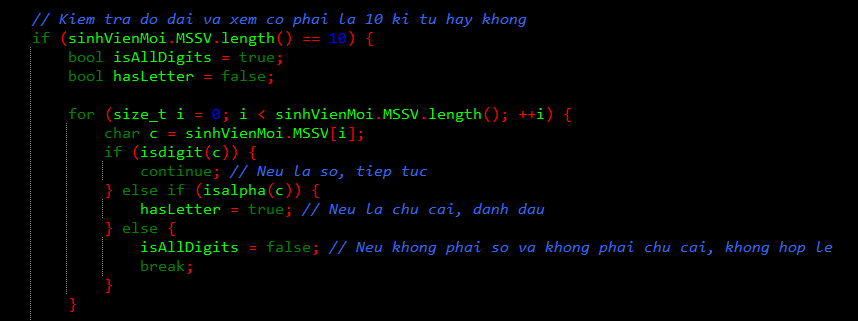 // Kiem tra do dai va xem co phai la 10 ki tu hay khong
if (sinhVienMoi.MSSV.length() == 10) {
    bool isAllDigits = true;
    bool hasLetter = false;

    for (size_t i = 0; i < sinhVienMoi.MSSV.length(); ++i) {
        char c = sinhVienMoi.MSSV[i];
        if (isdigit(c)) {
            continue; // Neu la so, tiep tuc
        } else if (isalpha(c)) {
            hasLetter = true; // Neu la chu cai, danh dau
        } else {
            isAllDigits = false; // Neu khong phai so va khong phai chu cai, khong hop le
            break;
        }
    }